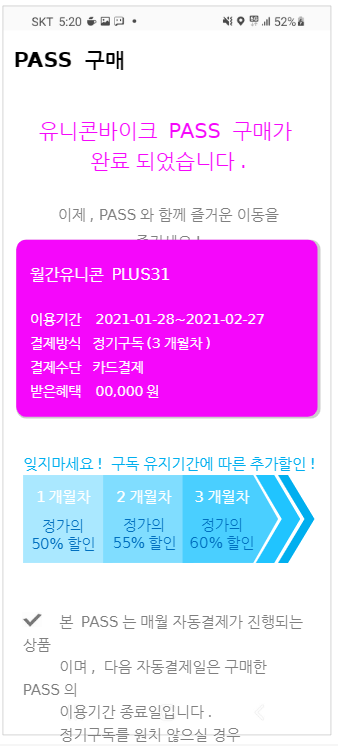 SKT 5:20 52%
PASS 구매
유니콘바이크 PASS 구매가
완료 되었습니다 .
이제 , PASS 와 함께 즐거운 이동을
월간유니콘 PLUS31
이용기간 2021-01-28~2021-02-27
결제방식 정기구독 (3 개월차 )
결제수단 카드결제
받은혜택 00,000 원
잊지마세요 ! 구독 유지기간에 따른 추가할인 !
1 개월차 2 개월차 3 개월차
정가의 정가의 정가의
50% 할인 55% 할인 60% 할인
본 PASS 는 매월 자동결제가 진행되는
상품
이며 , 다음 자동결제일은 구매한
PASS 의
이용기간 종료일입니다 .
정기구독를 원치 않으실 경우